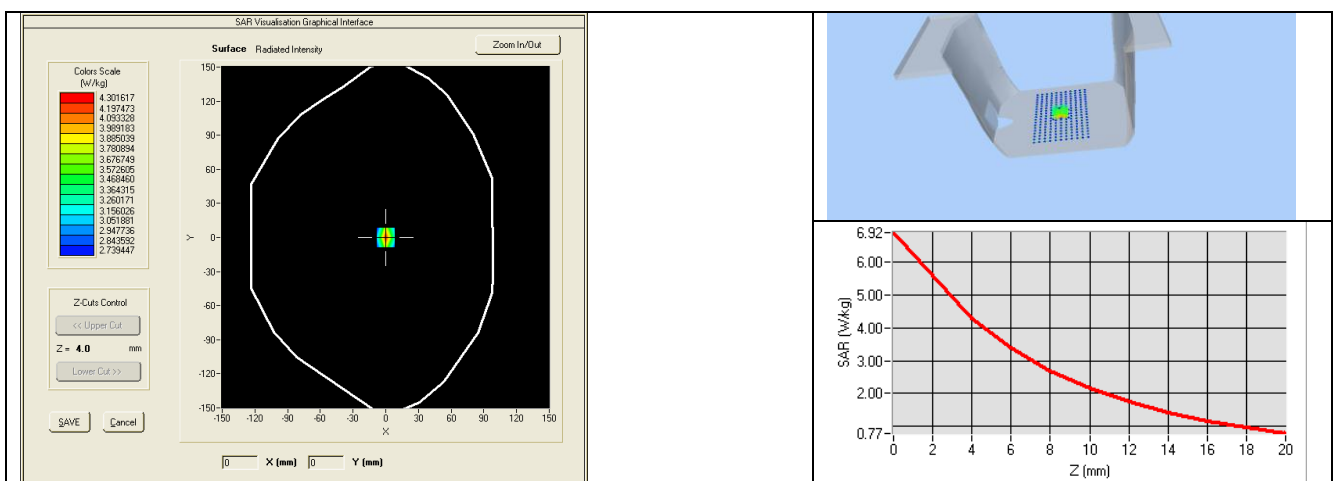 SAR Visualisation Graphical Interface
Surface Radiated Intensity
Zoom In/Out
Colors Scale
(W/kg)
4.301617
4.197473
4.093328
3.989183
3.885039
3.780894
3.676749
3.572605
3.468460
3.364315
3.260171
3.156026
3.051881
2.947736
2.843592
2.739447
Z-Cuts Control
<< Upper Cut
Z = 4.0 mm
Lower Cut >>
SAVE Cancel
150-
120-
90-
60-
30-
0-
-30-
-60-
-90-
-120-
-150-
Y
-150 -120 -90 -60 -30 0 30 60 90 120 150
X
0 X (mm) 0 Y (mm)
6.92-
6.00-
5.00-
4.00-
3.00-
2.00-
0.77-
SAR (W/kg)
0 2 4 6 8 10 12 14 16 18 20
Z (mm)